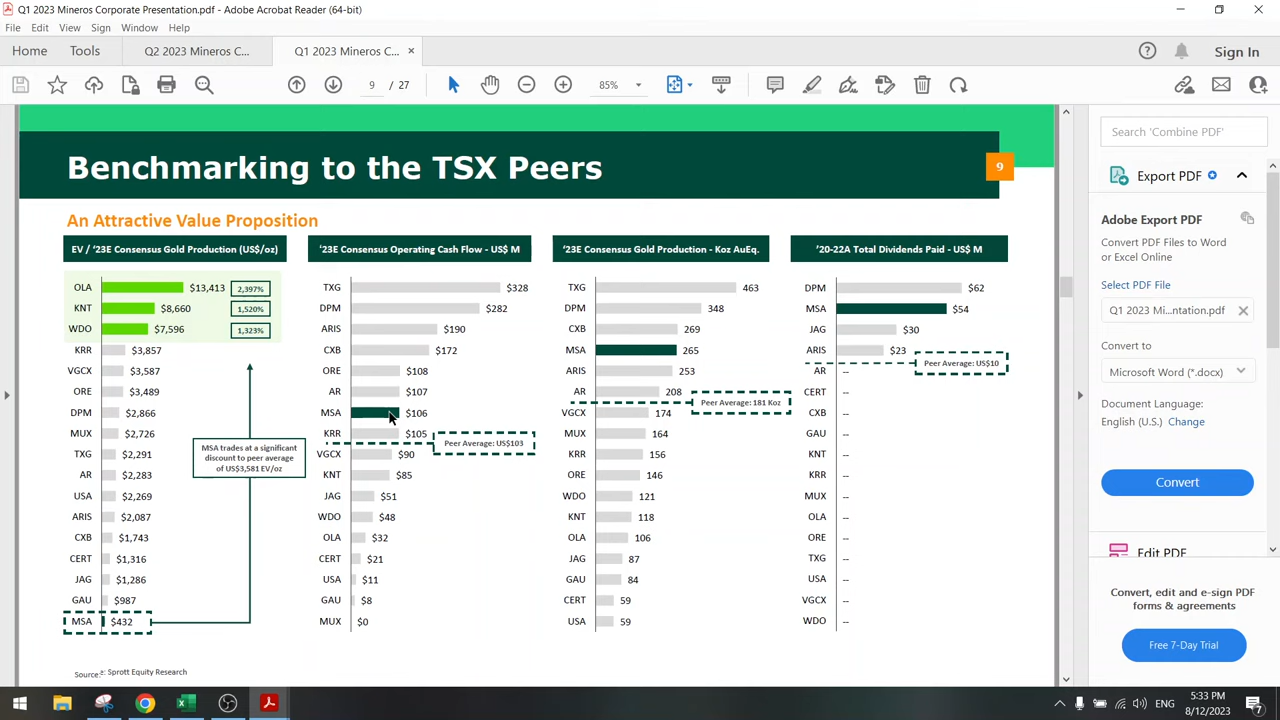 Q1 2023 Mineros Corporate Presentation.pdf - Adobe Acrobat Reader (64-bit)
File Edit View Sign Window Help
Home Tools Q2 2023 Mineros C... Q1 2023 Mineros C... × Sign In
9 / 27 85%
Benchmarking to the TSX Peers
9
An Attractive Value Proposition
EV / ‘23E Consensus Gold Production (US$/oz)
OLA $13,413 2,397%
KNT $8,660 1,520%
WDO $7,596 1,323%
KRR $3,857
VGCX $3,587
ORE $3,489
DPM $2,866
MUX $2,726
TXG $2,291
AR $2,283
USA $2,269
ARIS $2,087
CXB $1,743
CERT $1,316
JAG $1,286
GAU $987
MSA $432
MSA trades at a significant
discount to peer average
of US$3,581 EV/oz
‘23E Consensus Operating Cash Flow - US$ M
TXG $328
DPM $282
ARIS $190
CXB $172
ORE $108
AR $107
MSA $106
KRR $105
Peer Average: US$103
VGCX $90
KNT $85
JAG $51
WDO $48
OLA $32
CERT $21
USA $11
GAU $8
MUX $0
‘23E Consensus Gold Production - Koz AuEq.
TXG 463
DPM 348
CXB 269
MSA 265
ARIS 253
AR 208
Peer Average: 181 Koz
VGCX 174
MUX 164
KRR 156
ORE 146
WDO 121
KNT 118
OLA 106
JAG 87
GAU 84
CERT 59
USA 59
’20-22A Total Dividends Paid - US$ M
DPM $62
MSA $54
JAG $30
ARIS $23
Peer Average: US$10
AR --
CERT --
CXB --
GAU --
KNT --
KRR --
MUX --
OLA --
ORE --
TXG --
USA --
VGCX --
WDO --
Source: Sprott Equity Research
Search 'Combine PDF'
Export PDF
Adobe Export PDF
Convert PDF Files to Word
or Excel Online
Select PDF File
Q1 2023 Mi...ntation.pdf
Convert to
Microsoft Word (*.docx)
Document Language:
English (U.S.) Change
Convert
Edit PDF
Convert, edit and e-sign PDF
forms & agreements
Free 7-Day Trial
ENG
5:33 PM
8/12/2023
7